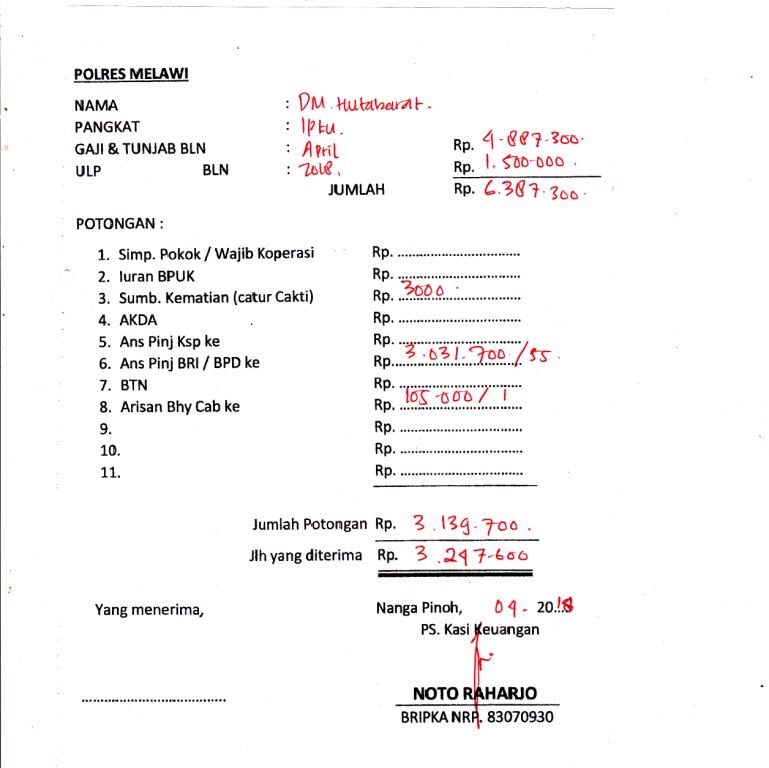 POLRES MELAWI
NAMA : DM. Hutabarat.
PANGKAT : Iptu.
GAJI & TUNJAB BLN : April Rp. 4.887.300.
ULP BLN : 2018. Rp. 1.500.000.
JUMLAH Rp. 6.387.300.
POTONGAN :
1. Simp. Pokok / Wajib Koperasi Rp. ................................
2. Iuran BPUK Rp. ................................
3. Sumb. Kematian (catur Cakti) Rp. 3000.
4. AKDA Rp. ................................
5. Ans Pinj Ksp ke Rp. ................................
6. Ans Pinj BRI / BPD ke Rp. 3.031.700./55.
7. BTN Rp. ................................
8. Arisan Bhy Cab ke Rp. 105.000 / 1
9. Rp. ................................
10. Rp. ................................
11. Rp. ................................
Jumlah Potongan Rp. 3.139.700.
Jlh yang diterima Rp. 3.247.600
Yang menerima, Nanga Pinoh, 04 - 2018
PS. Kasi Keuangan
.....................................
NOTO RAHARJO
BRIPKA NRP. 83070930